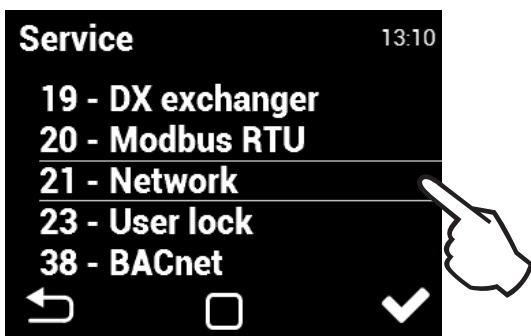 Service 13:10
19 - DX exchanger
20 - Modbus RTU
21 - Network
23 - User lock
38 - BACnet